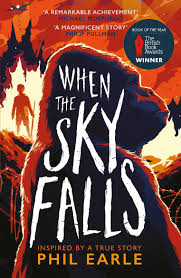 'A REMARKABLE ACHIEVEMENT'
MICHAEL MORPURGO
'A MAGNIFICENT STORY'
PHILIP PULLMAN
BOOK OF THE YEAR
The
British
Book
Awards
WINNER
WHEN
THE
SKY
FALLS
INSPIRED BY A TRUE STORY
PHIL EARLE